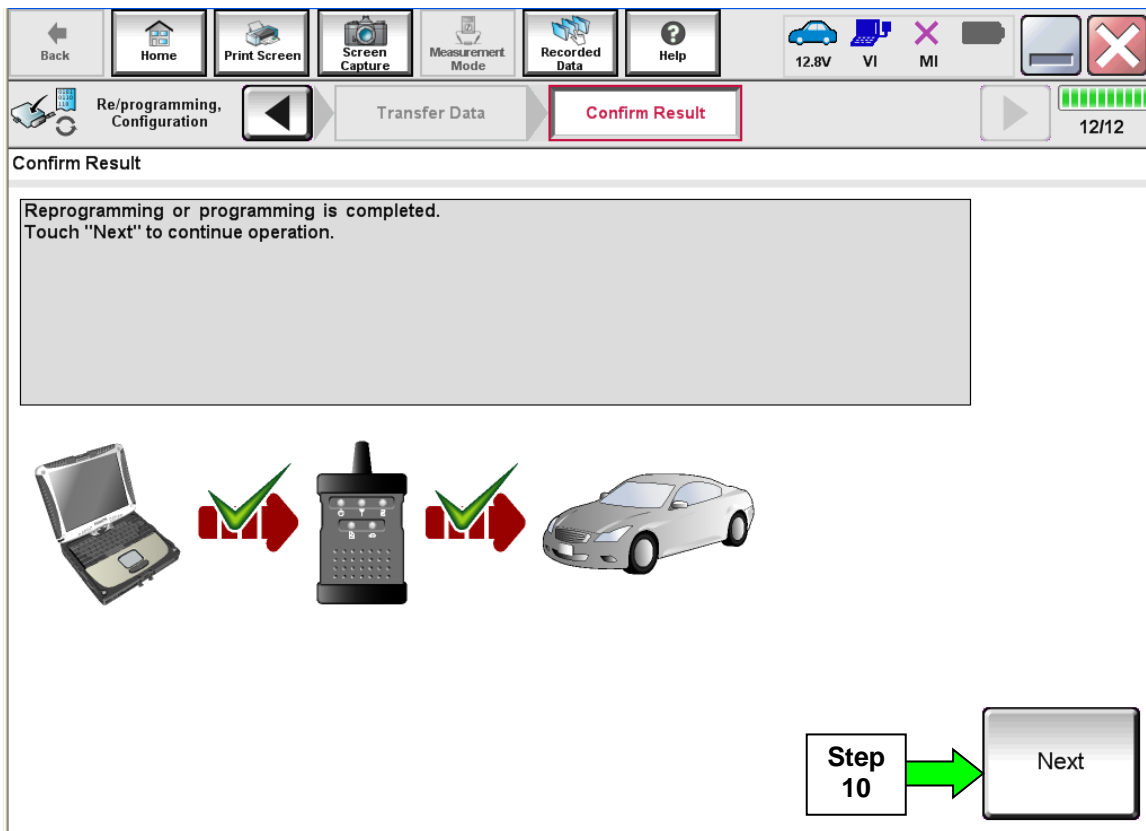 Back
Home
Print Screen
Screen
Capture
Measurement
Mode
Recorded
Data
Help
12.8V
VI
MI
Re/programming,
Configuration
Transfer Data
Confirm Result
12/12
Confirm Result
Reprogramming or programming is completed.
Touch "Next" to continue operation.
Step
10
Next